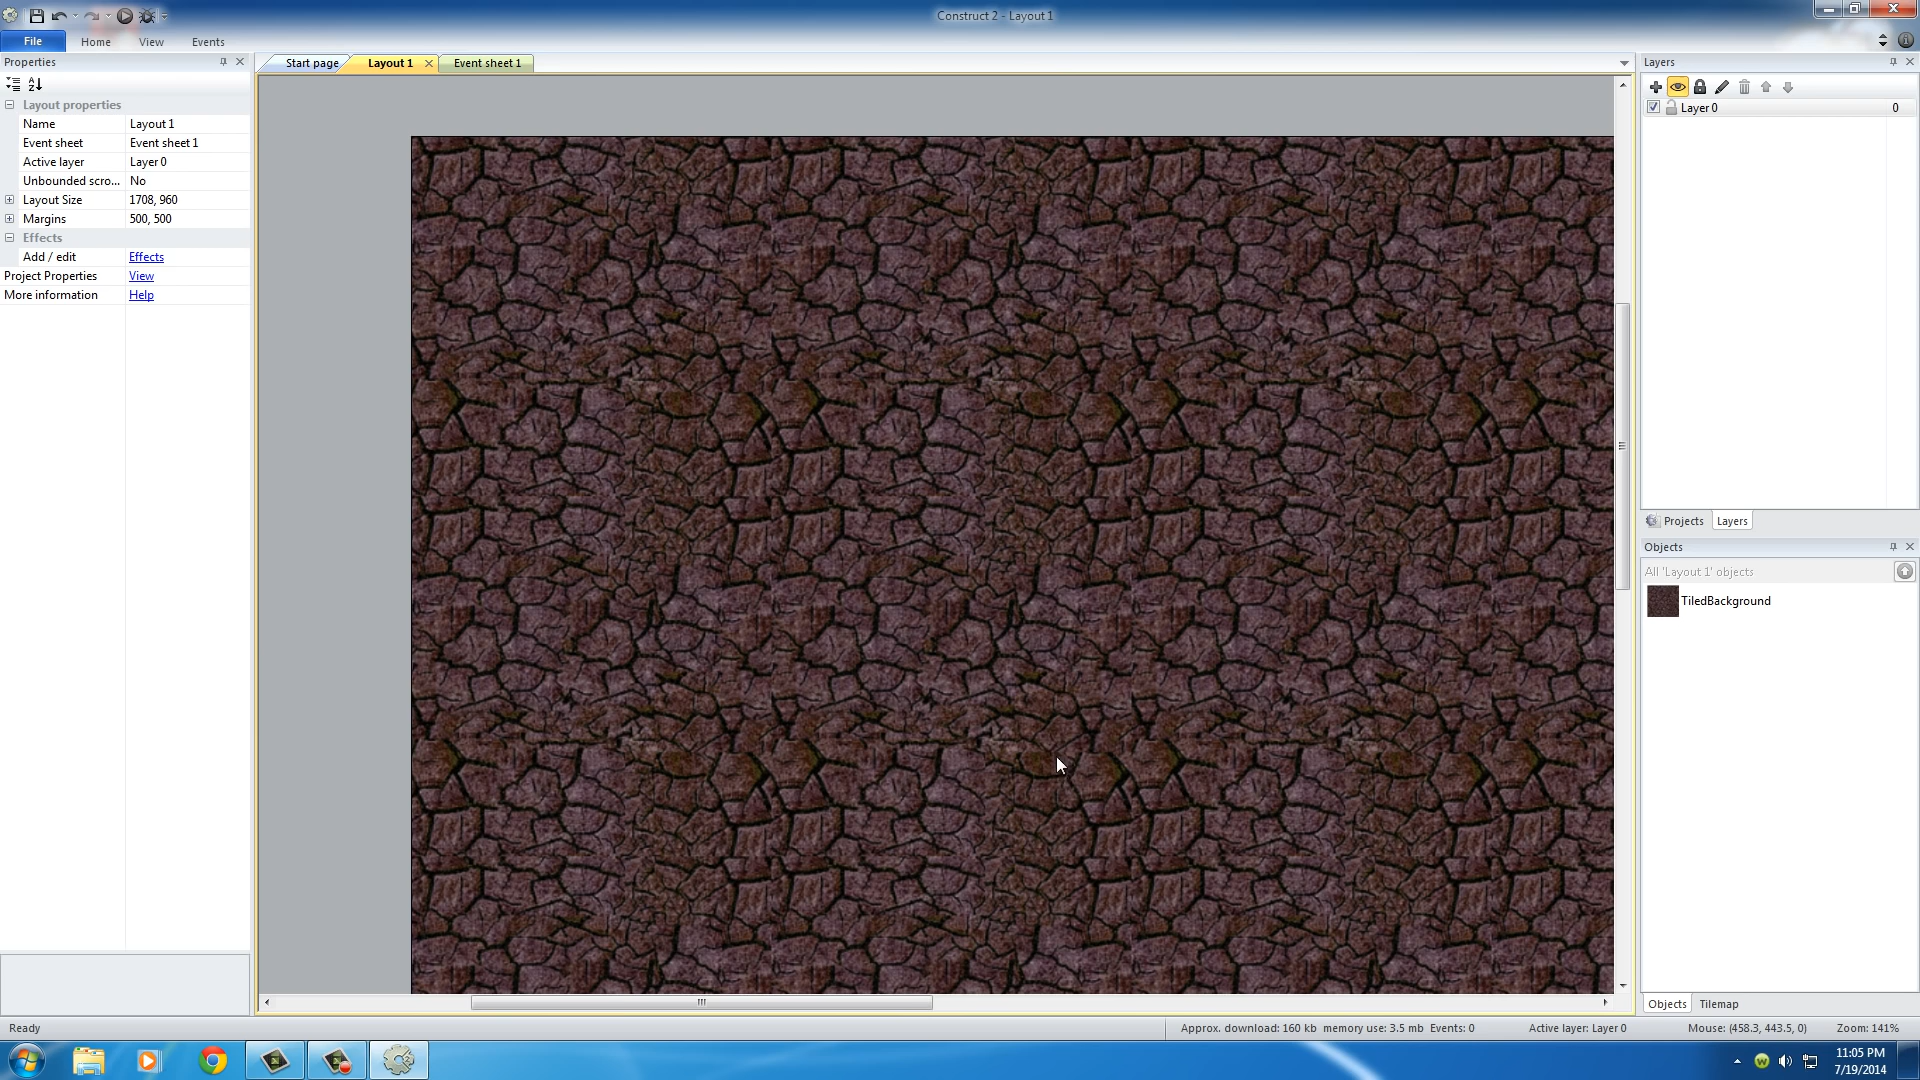 Construct 2 - Layout 1
File
Home
View
Events
Properties
Start page
Layout 1
Event sheet 1
Layers
Layout properties
Name
Layout 1
Event sheet
Event sheet 1
Active layer
Layer 0
Unbounded scro...
No
Layout Size
1708, 960
Margins
500, 500
Effects
Add / edit
Effects
Project Properties
View
More information
Help
Layer 0
0
Projects
Layers
Objects
All 'Layout 1' objects
TiledBackground
Objects
Tilemap
Ready
Approx. download: 160 kb memory use: 3.5 mb Events: 0
Active layer: Layer 0
Mouse: (458.3, 443.5, 0)
Zoom: 141%
11:05 PM
7/19/2014